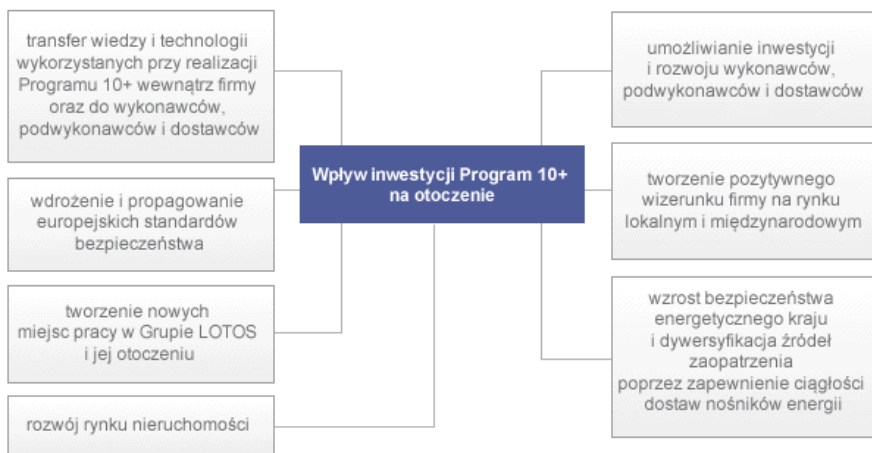 transfer wiedzy i technologii
wykorzystanych przy realizacji
Programu 10+ wewnątrz firmy
oraz do wykonawców,
podwykonawców i dostawców
wdrożenie i propagowanie
europejskich standardów
bezpieczeństwa
tworzenie nowych
miejsc pracy w Grupie LOTOS
i jej otoczeniu
rozwój rynku nieruchomości
Wpływ inwestycji Program 10+
na otoczenie
umożliwianie inwestycji
i rozwoju wykonawców,
podwykonawców i dostawców
tworzenie pozytywnego
wizerunku firmy na rynku
lokalnym i międzynarodowym
wzrost bezpieczeństwa
energetycznego kraju
i dywersyfikacja źródeł
zaopatrzenia
poprzez zapewnienie ciągłości
dostaw nośników energii